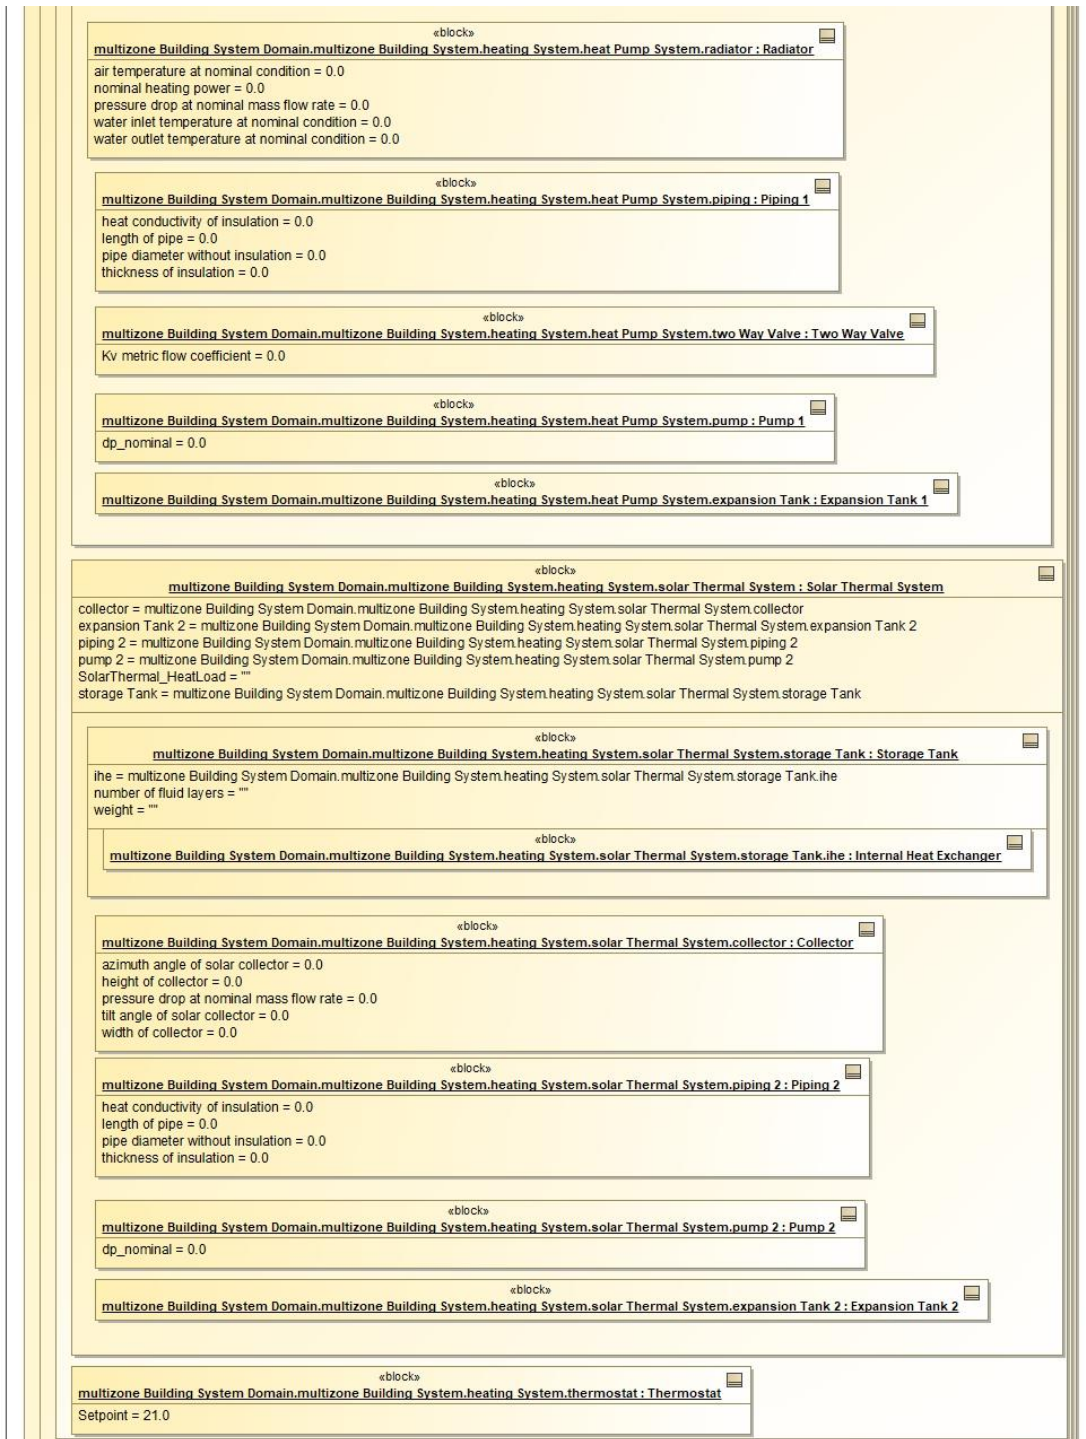 «block»
multizone Building System Domain.multizone Building System.heating System.heat Pump System.radiator : Radiator
air temperature at nominal condition = 0.0
nominal heating power = 0.0
pressure drop at nominal mass flow rate = 0.0
water inlet temperature at nominal condition = 0.0
water outlet temperature at nominal condition = 0.0
«block»
multizone Building System Domain.multizone Building System.heating System.heat Pump System.piping : Piping 1
heat conductivity of insulation = 0.0
length of pipe = 0.0
pipe diameter without insulation = 0.0
thickness of insulation = 0.0
«block»
multizone Building System Domain.multizone Building System.heating System.heat Pump System.two Way Valve : Two Way Valve
Kv metric flow coefficient = 0.0
«block»
multizone Building System Domain.multizone Building System.heating System.heat Pump System.pump : Pump 1
dp_nominal = 0.0
«block»
multizone Building System Domain.multizone Building System.heating System.heat Pump System.expansion Tank : Expansion Tank 1
«block»
multizone Building System Domain.multizone Building System.heating System.solar Thermal System : Solar Thermal System
collector = multizone Building System Domain.multizone Building System.heating System.solar Thermal System.collector
expansion Tank 2 = multizone Building System Domain.multizone Building System.heating System.solar Thermal System.expansion Tank 2
piping 2 = multizone Building System Domain.multizone Building System.heating System.solar Thermal System.piping 2
pump 2 = multizone Building System Domain.multizone Building System.heating System.solar Thermal System.pump 2
SolarThermal_HeatLoad = ""
storage Tank = multizone Building System Domain.multizone Building System.heating System.solar Thermal System.storage Tank
«block»
multizone Building System Domain.multizone Building System.heating System.solar Thermal System.storage Tank : Storage Tank
ihe = multizone Building System Domain.multizone Building System.heating System.solar Thermal System.storage Tank.ihe
number of fluid layers = ""
weight = ""
«block»
multizone Building System Domain.multizone Building System.heating System.solar Thermal System.storage Tank.ihe : Internal Heat Exchanger
«block»
multizone Building System Domain.multizone Building System.heating System.solar Thermal System.collector : Collector
azimuth angle of solar collector = 0.0
height of collector = 0.0
pressure drop at nominal mass flow rate = 0.0
tilt angle of solar collector = 0.0
width of collector = 0.0
«block»
multizone Building System Domain.multizone Building System.heating System.solar Thermal System.piping 2 : Piping 2
heat conductivity of insulation = 0.0
length of pipe = 0.0
pipe diameter without insulation = 0.0
thickness of insulation = 0.0
«block»
multizone Building System Domain.multizone Building System.heating System.solar Thermal System.pump 2 : Pump 2
dp_nominal = 0.0
«block»
multizone Building System Domain.multizone Building System.heating System.solar Thermal System.expansion Tank 2 : Expansion Tank 2
«block»
multizone Building System Domain.multizone Building System.heating System.thermostat : Thermostat
Setpoint = 21.0